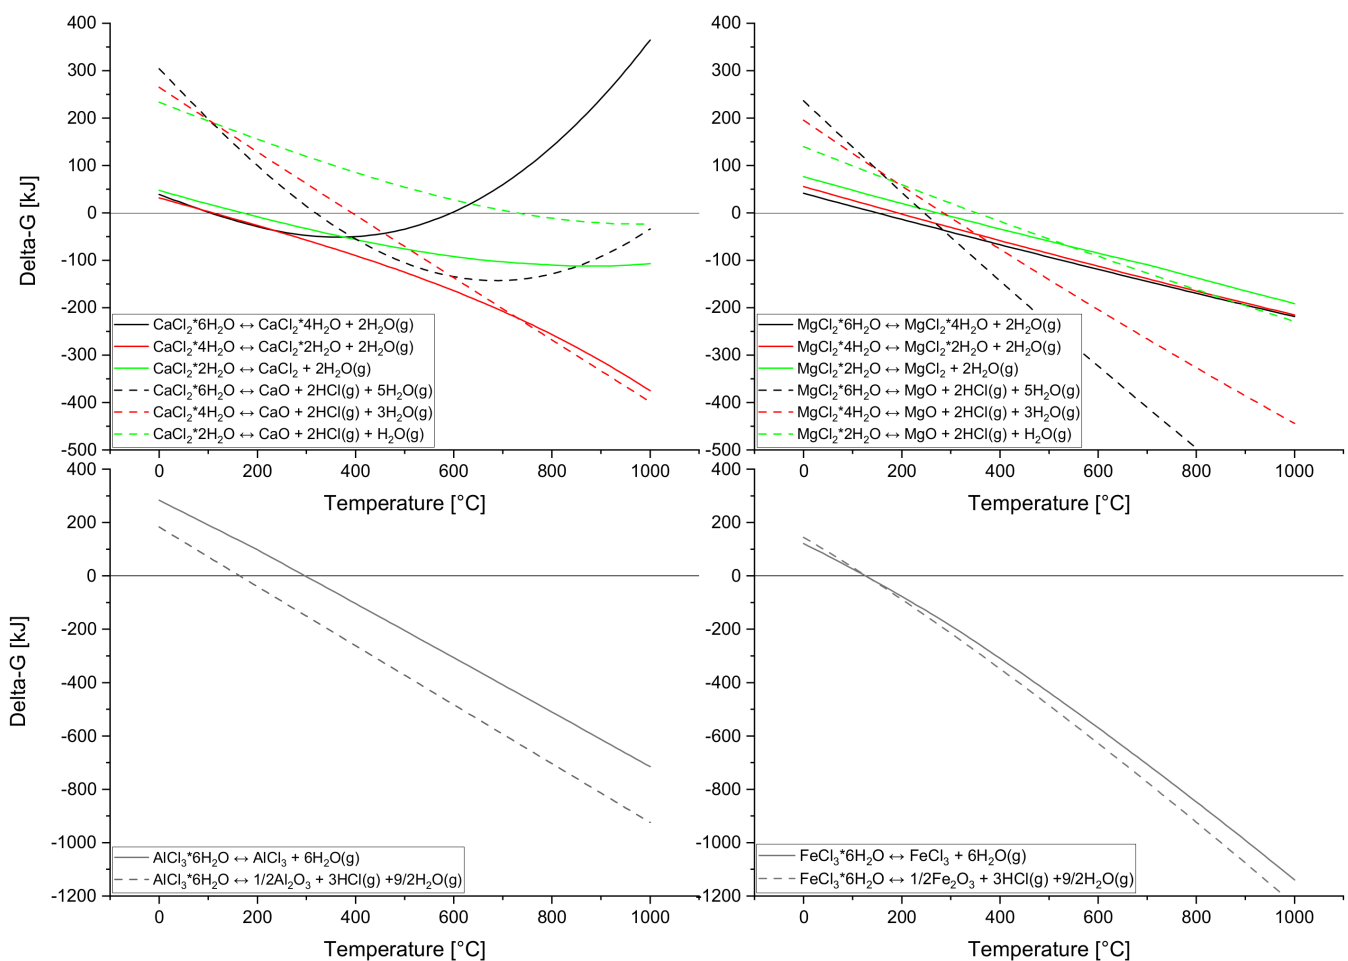 400
300
200
100
0
-100
-200
-300
-400
-500
Delta-G [kJ]
CaCl2*6H2O ↔ CaCl2*4H2O + 2H2O(g)
CaCl2*4H2O ↔ CaCl2*2H2O + 2H2O(g)
CaCl2*2H2O ↔ CaCl2 + 2H2O(g)
CaCl2*6H2O ↔ CaO + 2HCl(g) + 5H2O(g)
CaCl2*4H2O ↔ CaO + 2HCl(g) + 3H2O(g)
CaCl2*2H2O ↔ CaO + 2HCl(g) + H2O(g)
0 200 400 600 800 1000
Temperature [°C]
400
300
200
100
0
-100
-200
-300
-400
-500
MgCl2*6H2O ↔ MgCl2*4H2O + 2H2O(g)
MgCl2*4H2O ↔ MgCl2*2H2O + 2H2O(g)
MgCl2*2H2O ↔ MgCl2 + 2H2O(g)
MgCl2*6H2O ↔ MgO + 2HCl(g) + 5H2O(g)
MgCl2*4H2O ↔ MgO + 2HCl(g) + 3H2O(g)
MgCl2*2H2O ↔ MgO + 2HCl(g) + H2O(g)
0 200 400 600 800 1000
Temperature [°C]
400
200
0
-200
-400
-600
-800
-1000
-1200
Delta-G [kJ]
AlCl3*6H2O ↔ AlCl3 + 6H2O(g)
AlCl3*6H2O ↔ 1/2Al2O3 + 3HCl(g) +9/2H2O(g)
0 200 400 600 800 1000
Temperature [°C]
400
200
0
-200
-400
-600
-800
-1000
-1200
FeCl3*6H2O ↔ FeCl3 + 6H2O(g)
FeCl3*6H2O ↔ 1/2Fe2O3 + 3HCl(g) +9/2H2O(g)
0 200 400 600 800 1000
Temperature [°C]